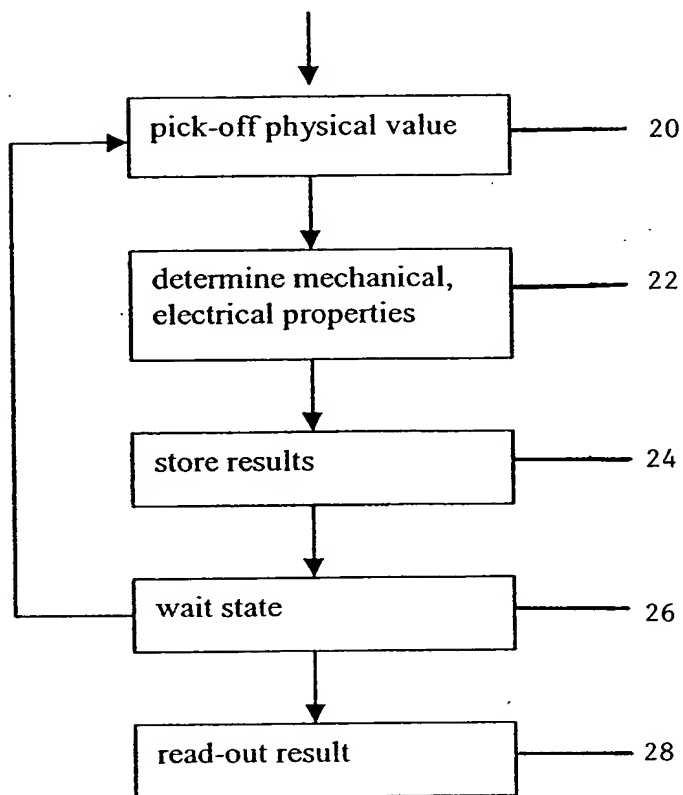 pick-off physical value 20
determine mechanical, 22
electrical properties
store results 24
wait state 26
read-out result 28